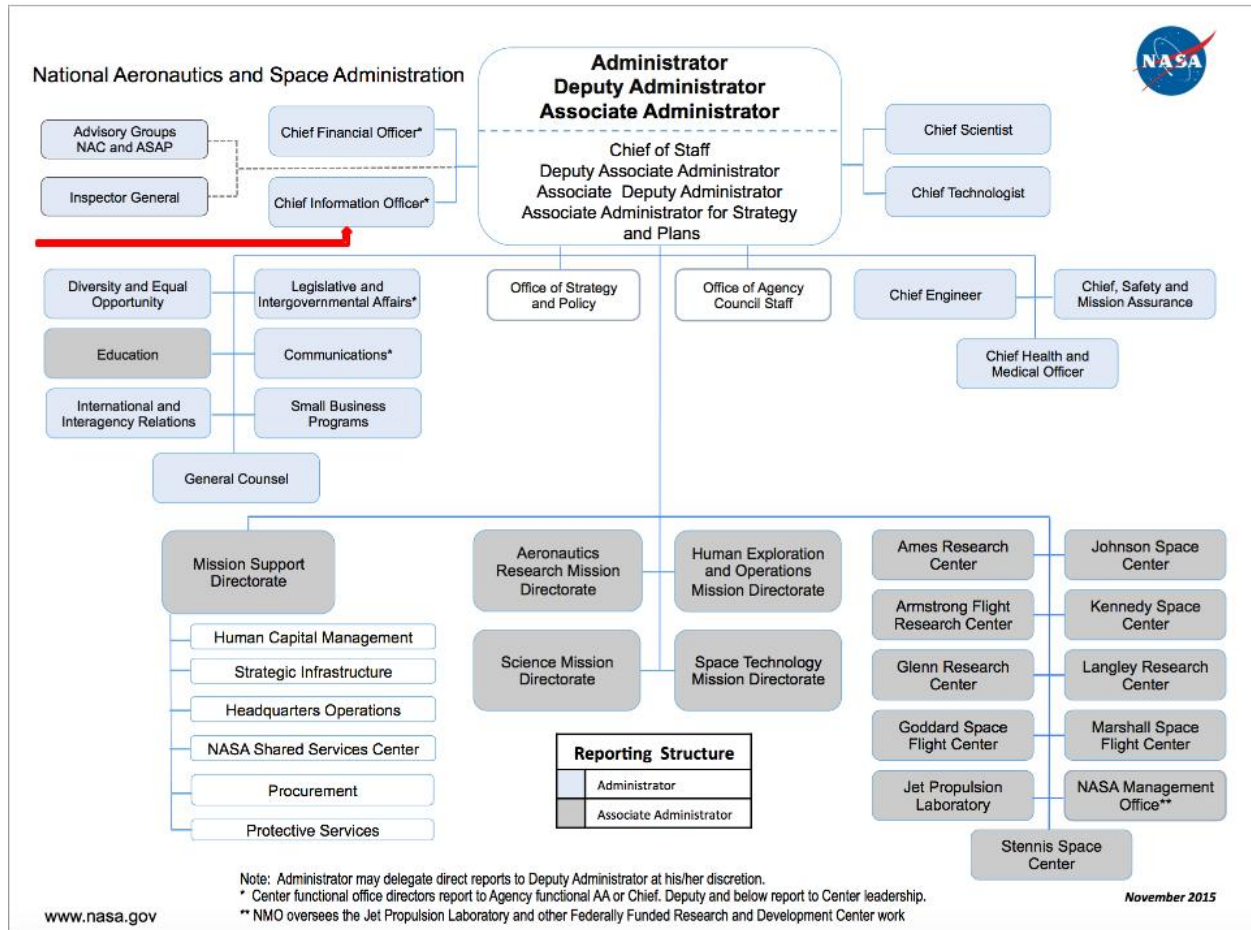 National Aeronautics and Space Administration
Administrator
Deputy Administrator
Associate Administrator
Chief of Staff
Deputy Associate Administrator
Associate Deputy Administrator
Associate Administrator for Strategy
and Plans
NASA
Advisory Groups
NAC and ASAP
Inspector General
Chief Financial Officer*
Chief Information Officer*
Chief Scientist
Chief Technologist
Diversity and Equal
Opportunity
Legislative and
Intergovernmental Affairs*
Education
Communications*
International and
Interagency Relations
Small Business
Programs
General Counsel
Office of Strategy
and Policy
Office of Agency
Council Staff
Chief Engineer
Chief, Safety and
Mission Assurance
Chief Health and
Medical Officer
Mission Support
Directorate
Human Capital Management
Strategic Infrastructure
Headquarters Operations
NASA Shared Services Center
Procurement
Protective Services
Aeronautics
Research Mission
Directorate
Human Exploration
and Operations
Mission Directorate
Science Mission
Directorate
Space Technology
Mission Directorate
Reporting Structure
Administrator
Associate Administrator
Ames Research
Center
Johnson Space
Center
Armstrong Flight
Research Center
Kennedy Space
Center
Glenn Research
Center
Langley Research
Center
Goddard Space
Flight Center
Marshall Space
Flight Center
Jet Propulsion
Laboratory
NASA Management
Office**
Stennis Space
Center
Note: Administrator may delegate direct reports to Deputy Administrator at his/her discretion.
* Center functional office directors report to Agency functional AA or Chief. Deputy and below report to Center leadership.
** NMO oversees the Jet Propulsion Laboratory and other Federally Funded Research and Development Center work
www.nasa.gov
November 2015